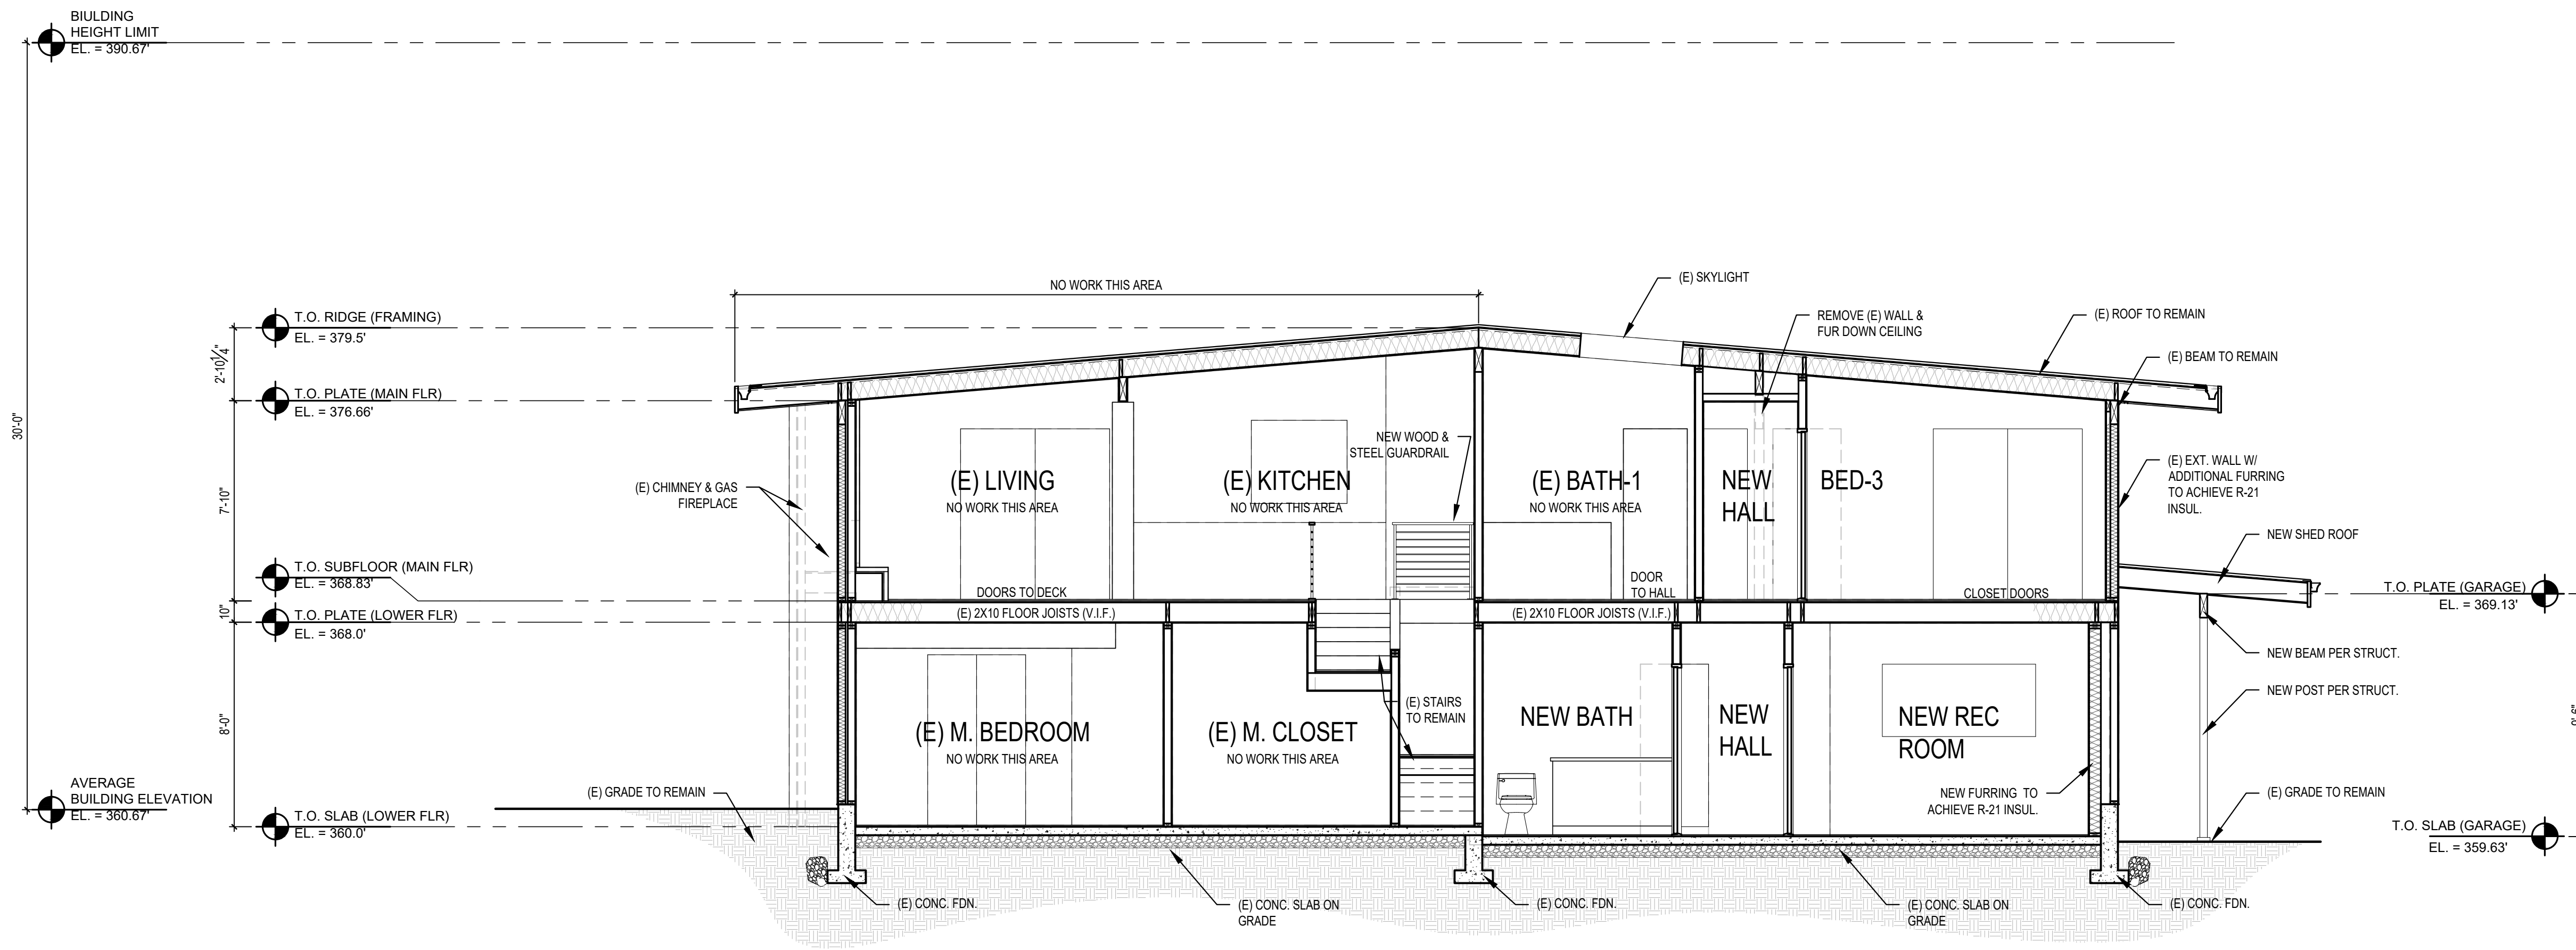 BIULDING
HEIGHT LIMIT
EL. = 390.67'
NO WORK THIS AREA
(E) SKYLIGHT
T.O. RIDGE (FRAMING)
EL. = 379.5'
REMOVE (E) WALL &
FUR DOWN CEILING
(E) ROOF TO REMAIN
2'-10 1/4"
(E) BEAM TO REMAIN
T.O. PLATE (MAIN FLR)
EL. = 376.66'
30'-0"
7'-10"
NEW WOOD &
STEEL GUARDRAIL
(E) CHIMNEY & GAS
FIREPLACE
(E) LIVING
NO WORK THIS AREA
(E) KITCHEN
NO WORK THIS AREA
(E) BATH-1
NO WORK THIS AREA
NEW
HALL
BED-3
(E) EXT. WALL W/
ADDITIONAL FURRING
TO ACHIEVE R-21
INSUL.
NEW SHED ROOF
T.O. SUBFLOOR (MAIN FLR)
EL. = 368.83'
DOORS TO DECK
DOOR
TO HALL
CLOSET DOORS
T.O. PLATE (GARAGE)
EL. = 369.13'
10"
T.O. PLATE (LOWER FLR)
EL. = 368.0'
(E) 2X10 FLOOR JOISTS (V.I.F.)
(E) 2X10 FLOOR JOISTS (V.I.F.)
NEW BEAM PER STRUCT.
NEW POST PER STRUCT.
8'-0"
(E) M. BEDROOM
NO WORK THIS AREA
(E) M. CLOSET
NO WORK THIS AREA
(E) STAIRS
TO REMAIN
NEW BATH
NEW
HALL
NEW REC
ROOM
AVERAGE
BUILDING ELEVATION
EL. = 360.67'
(E) GRADE TO REMAIN
NEW FURRING TO
ACHIEVE R-21 INSUL.
(E) GRADE TO REMAIN
T.O. SLAB (LOWER FLR)
EL. = 360.0'
T.O. SLAB (GARAGE)
EL. = 359.63'
(E) CONC. FDN.
(E) CONC. SLAB ON
GRADE
(E) CONC. FDN.
(E) CONC. SLAB ON
GRADE
(E) CONC. FDN.